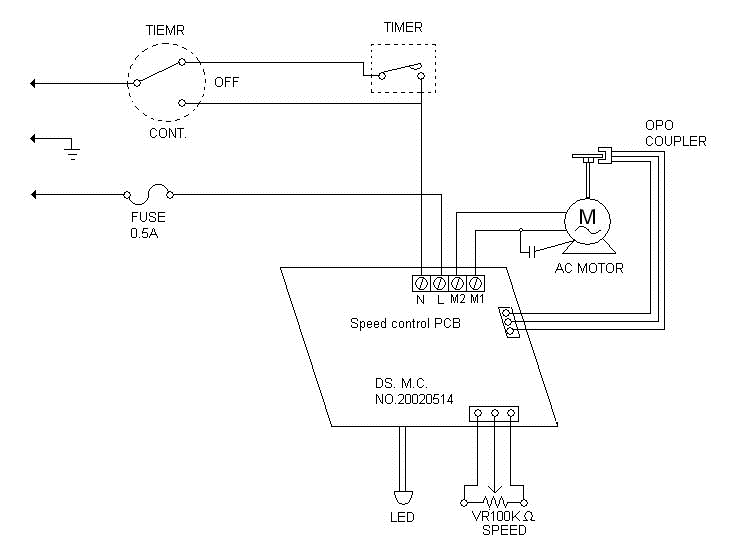 TIEMR
TIMER
OFF
CONT.
OPO
COUPLER
FUSE
0.5A
M
AC MOTOR
N L M2 M1
Speed control PCB
DS. M.C.
NO.20020514
LED
VR100K Ω
SPEED